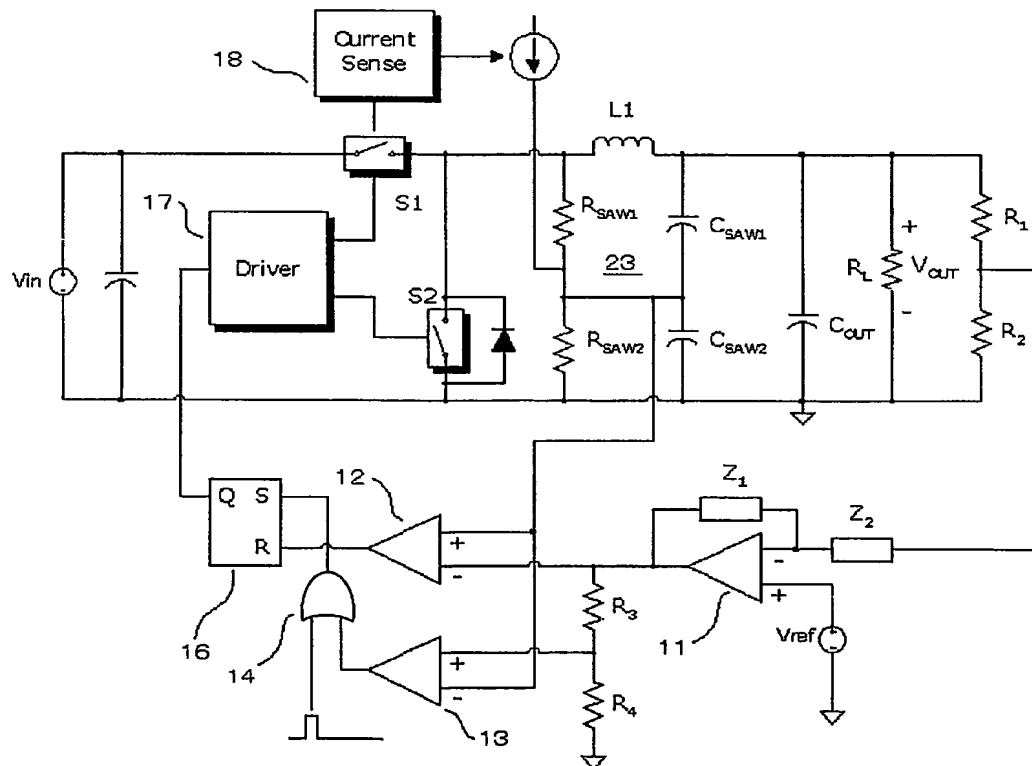 Current
Sense
18
L1
S1
17
Driver
Vin
S2
RSAW1
CSAW1
23
RSAW2
CSAW2
COUT
RL
+
VOUT
-
R1
R2
12
Q S
R
+
-
16
14
+
-
13
R3
R4
Z1
Z2
-
+
11
Vref